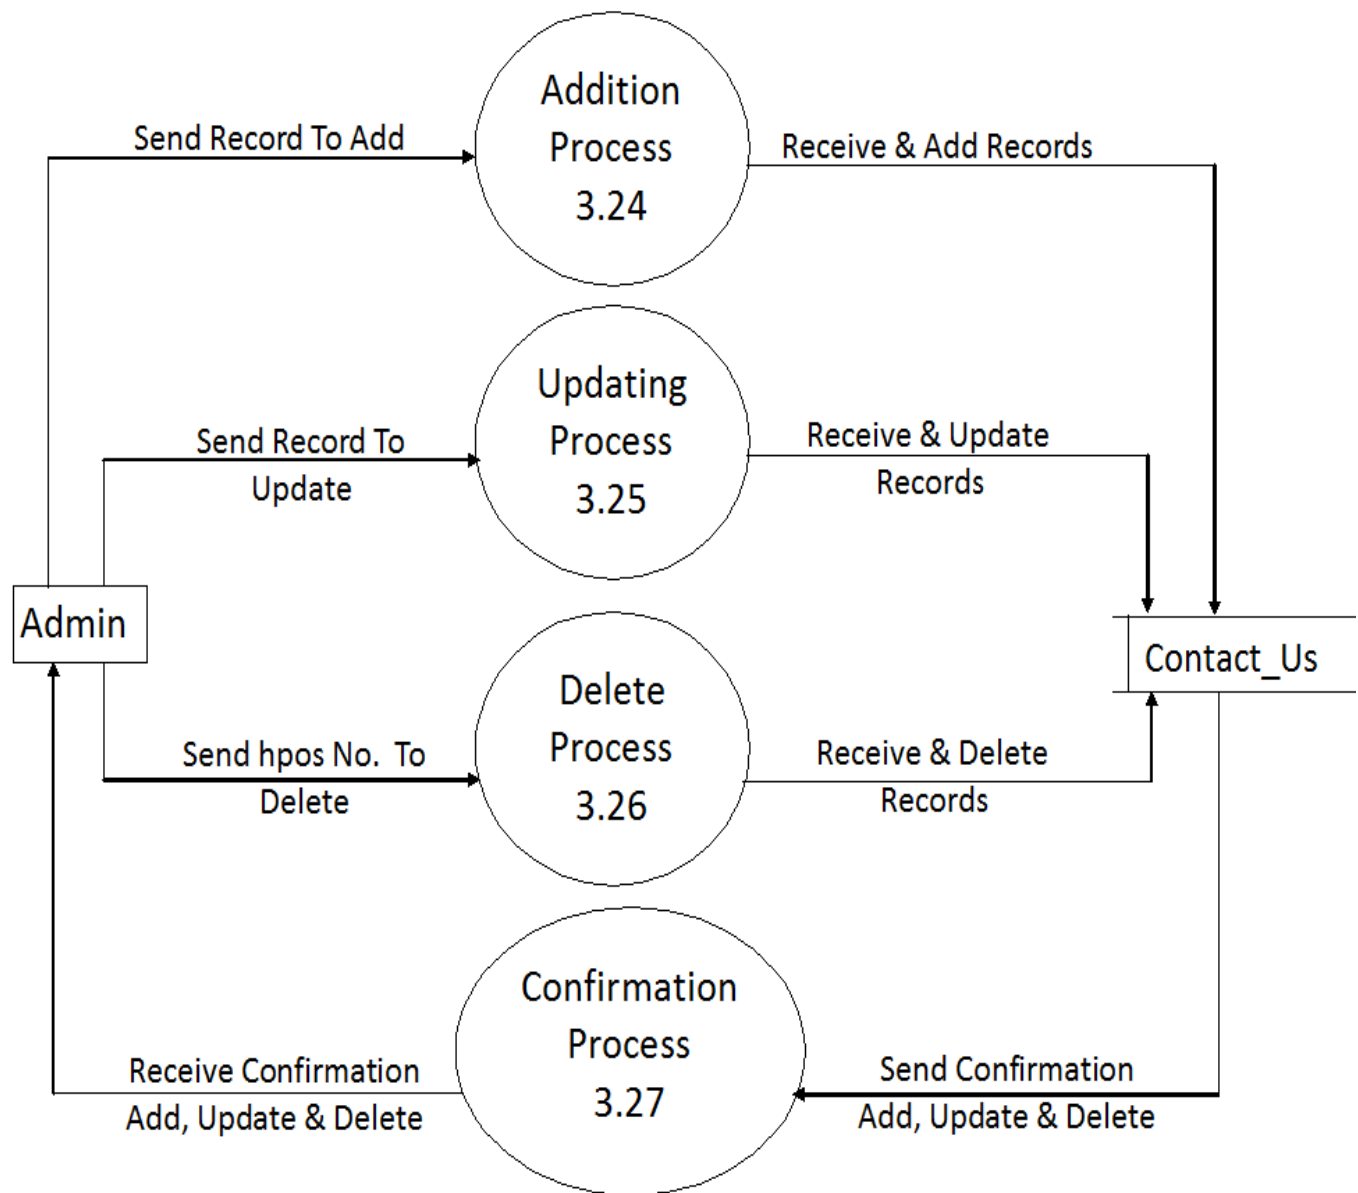 Addition
Process
3.24
Send Record To Add
Receive & Add Records
Updating
Process
3.25
Send Record To
Update
Receive & Update
Records
Admin
Contact_Us
Delete
Process
3.26
Send hpos No. To
Delete
Receive & Delete
Records
Confirmation
Process
3.27
Receive Confirmation
Add, Update & Delete
Send Confirmation
Add, Update & Delete